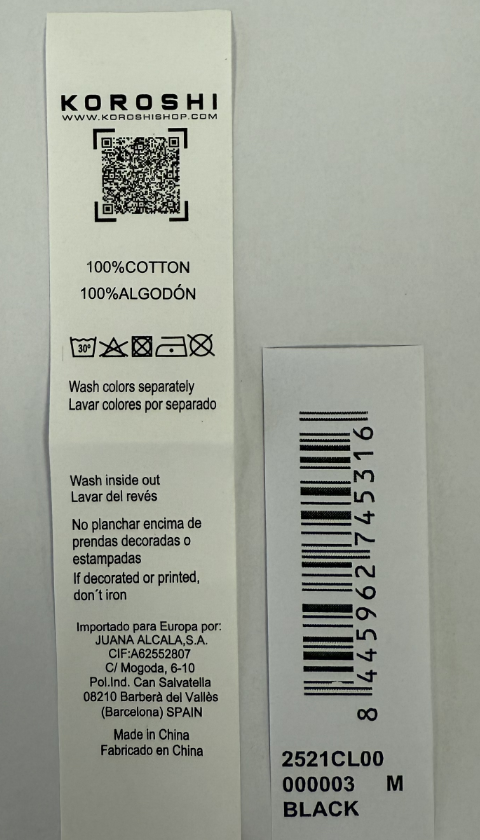 KOROSHI
WWW.KOROSHISHOP.COM
100%COTTON
100%ALGODÓN
30°
Wash colors separately
Lavar colores por separado
Wash inside out
Lavar del revés
No planchar encima de
prendas decoradas o
estampadas
If decorated or printed,
don´t iron
Importado para Europa por:
JUANA ALCALA,S.A.
CIF:A62552807
C/ Mogoda, 6-10
Pol.Ind. Can Salvatella
08210 Barberà del Vallès
(Barcelona) SPAIN
Made in China
Fabricado en China
8 445962 745316
2521CL00
000003 M
BLACK